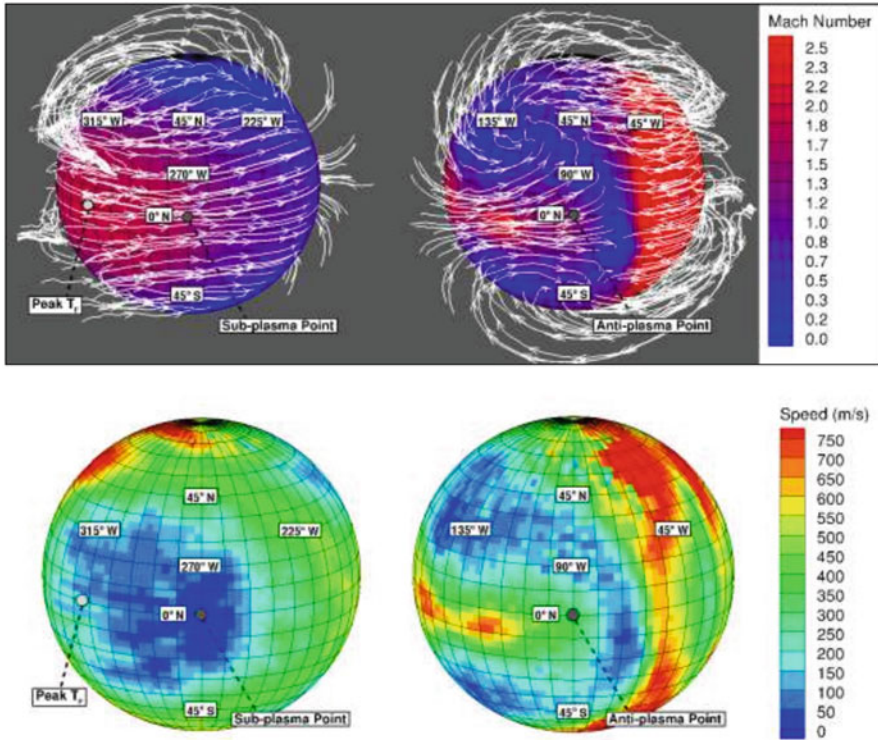 Mach Number
2.5
2.3
2.2
2.0
1.8
1.7
1.5
1.3
1.2
1.0
0.8
0.7
0.5
0.3
0.2
0.0
315° W
45° N
225° W
270° W
0° N
45° S
Peak Tr
Sub-plasma Point
135° W
45° N
45° W
90° W
0° N
45° S
Anti-plasma Point
Speed (m/s)
750
700
650
600
550
500
450
400
350
300
250
200
150
100
50
0
45° N
315° W
225° W
270° W
0° N
45° S
Peak Tr
Sub-plasma Point
45° N
135° W
45° W
90° W
0° N
45° S
Anti-plasma Point